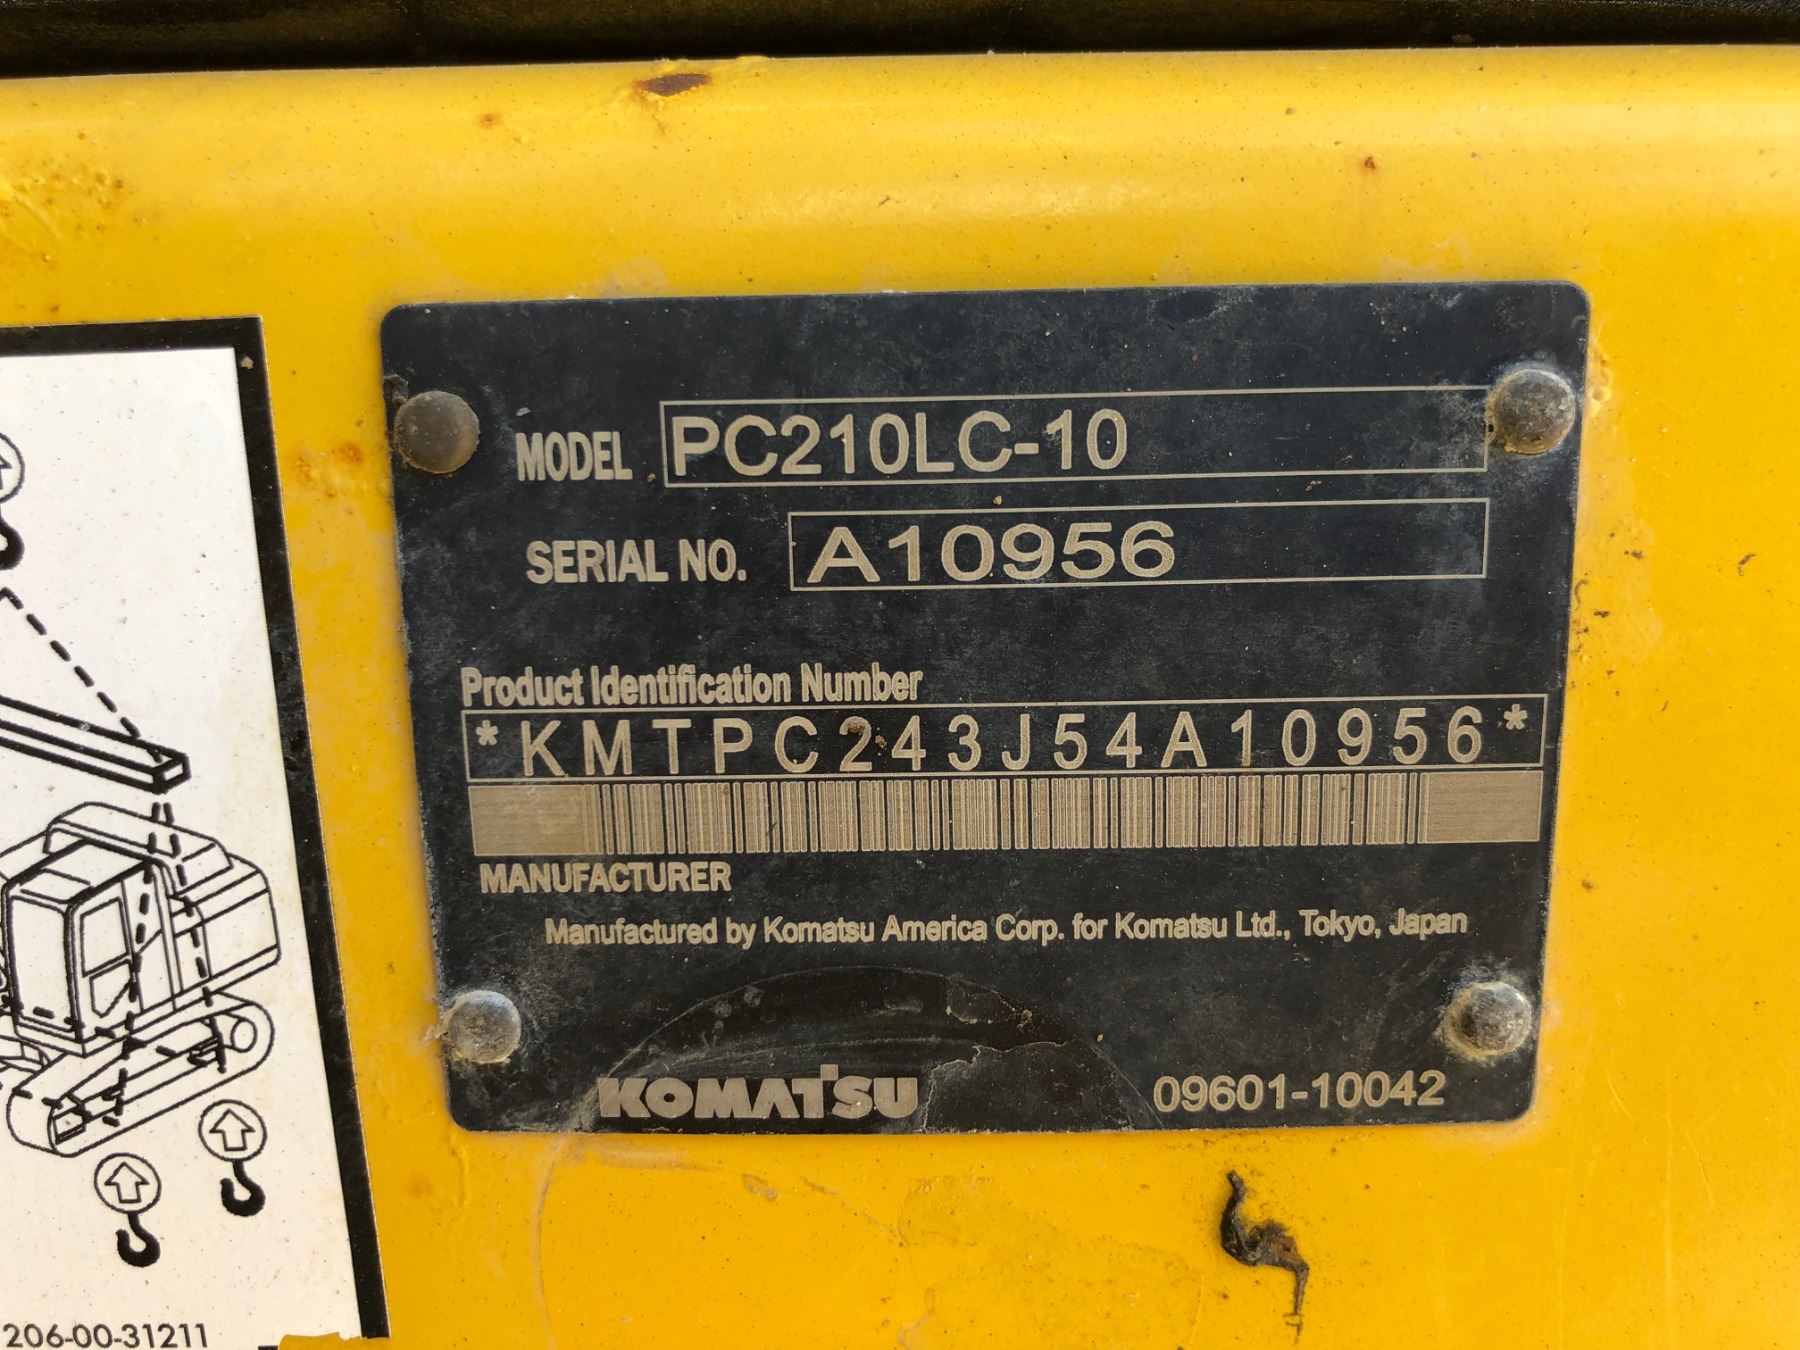 MODEL PC210LC-10
SERIAL NO. A10956
Product Identification Number
*KMTPC243J54A10956*
MANUFACTURER
Manufactured by Komatsu America Corp. for Komatsu Ltd., Tokyo, Japan
KOMATSU 09601-10042
206-00-31211